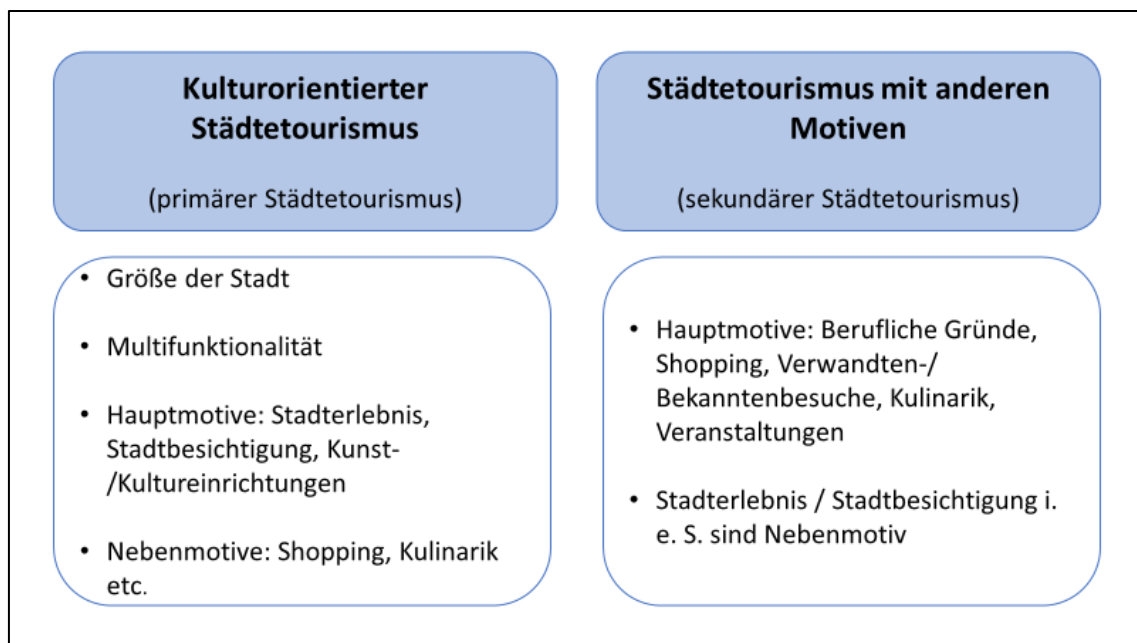 Kulturorientierter
Städtetourismus
(primärer Städtetourismus)
• Größe der Stadt
• Multifunktionalität
• Hauptmotive: Stadterlebnis,
Stadtbesichtigung, Kunst-
/Kultureinrichtungen
• Nebenmotive: Shopping, Kulinarik
etc.
Städtetourismus mit anderen
Motiven
(sekundärer Städtetourismus)
• Hauptmotive: Berufliche Gründe,
Shopping, Verwandten-/
Bekanntenbesuche, Kulinarik,
Veranstaltungen
• Stadterlebnis / Stadtbesichtigung i.
e. S. sind Nebenmotiv